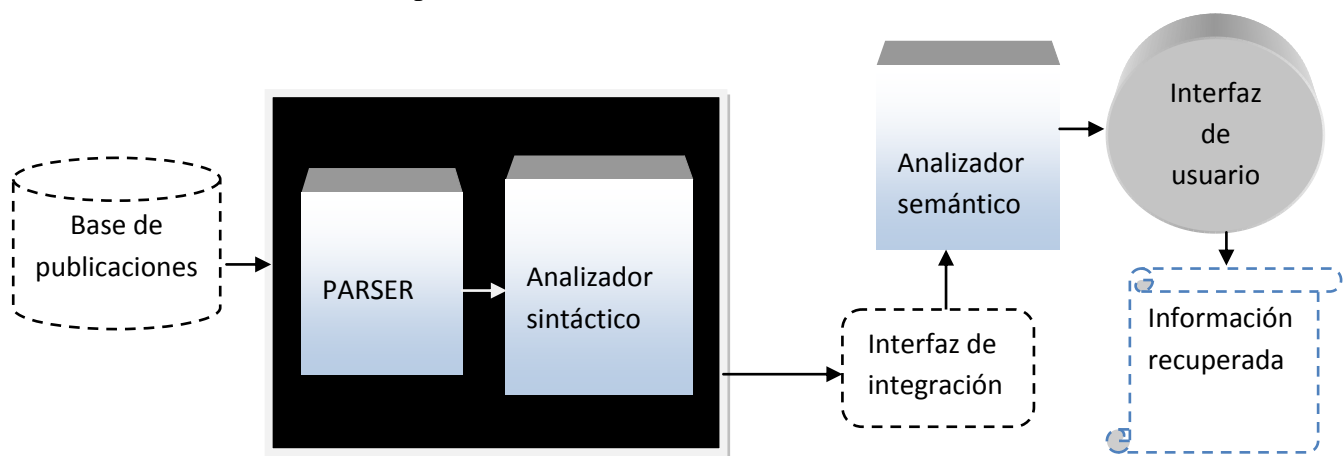 Base de
publicaciones
PARSER
Analizador
sintáctico
Interfaz de
integración
Analizador
semántico
Interfaz
de
usuario
Información
recuperada